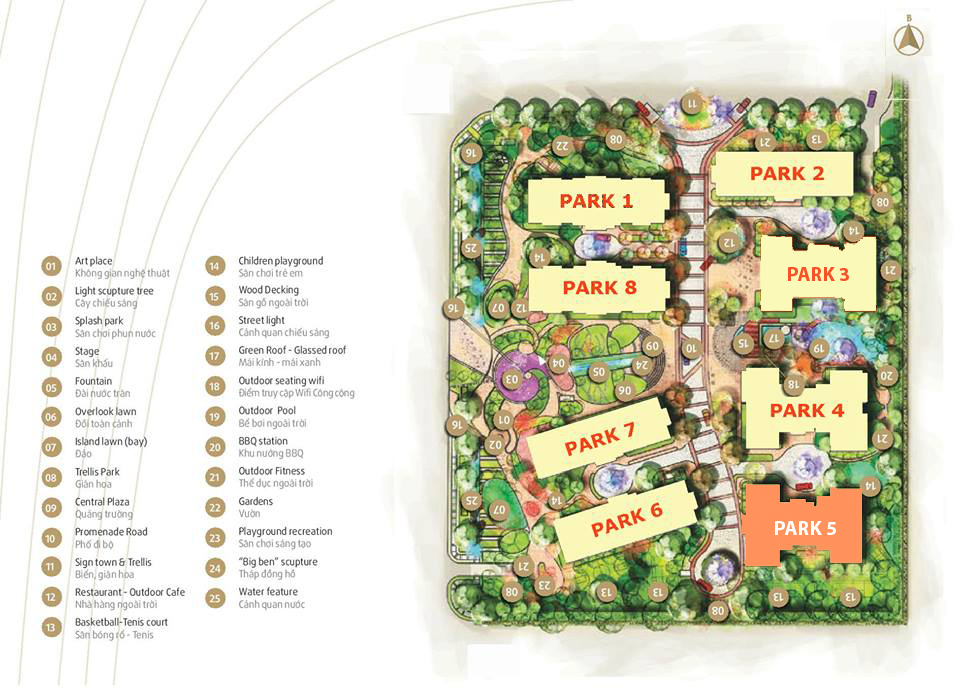 B
01
Art place
Không gian nghệ thuật
02
Light scupture tree
Cây chiếu sáng
03
Splash park
Sân chơi phun nước
04
Stage
Sân khấu
05
Fountain
Đài nước tràn
06
Overlook lawn
Đồi toàn cảnh
07
Island lawn (bay)
Đảo
08
Trellis Park
Giàn hoa
09
Central Plaza
Quảng trường
10
Promenade Road
Phố đi bộ
11
Sign town & Trellis
Biển, giàn hoa
12
Restaurant - Outdoor Cafe
Nhà hàng ngoài trời
13
Basketball-Tenis court
Sân bóng rổ - Tenis
14
Children playground
Sân chơi trẻ em
15
Wood Decking
Sân gỗ ngoài trời
16
Street light
Cảnh quan chiếu sáng
17
Green Roof - Glassed roof
Mái kính - mái xanh
18
Outdoor seating wifi
Điểm truy cập Wifi Công cộng
19
Outdoor Pool
Bể bơi ngoài trời
20
BBQ station
Khu nướng BBQ
21
Outdoor Fitness
Thể dục ngoài trời
22
Gardens
Vườn
23
Playground recreation
Sân chơi sáng tạo
24
“Big ben” scupture
Tháp đồng hồ
25
Water feature
Cảnh quan nước
11
16
22
08
21
13
PARK 1
PARK 2
08
25
14
12
14
PARK 3
21
PARK 8
16
07
12
03
04
05
09
24
06
10
15
17
19
18
20
16
01
02
PARK 7
PARK 4
21
25
07
14
14
PARK 6
PARK 5
21
23
08
13
13
08
13
13